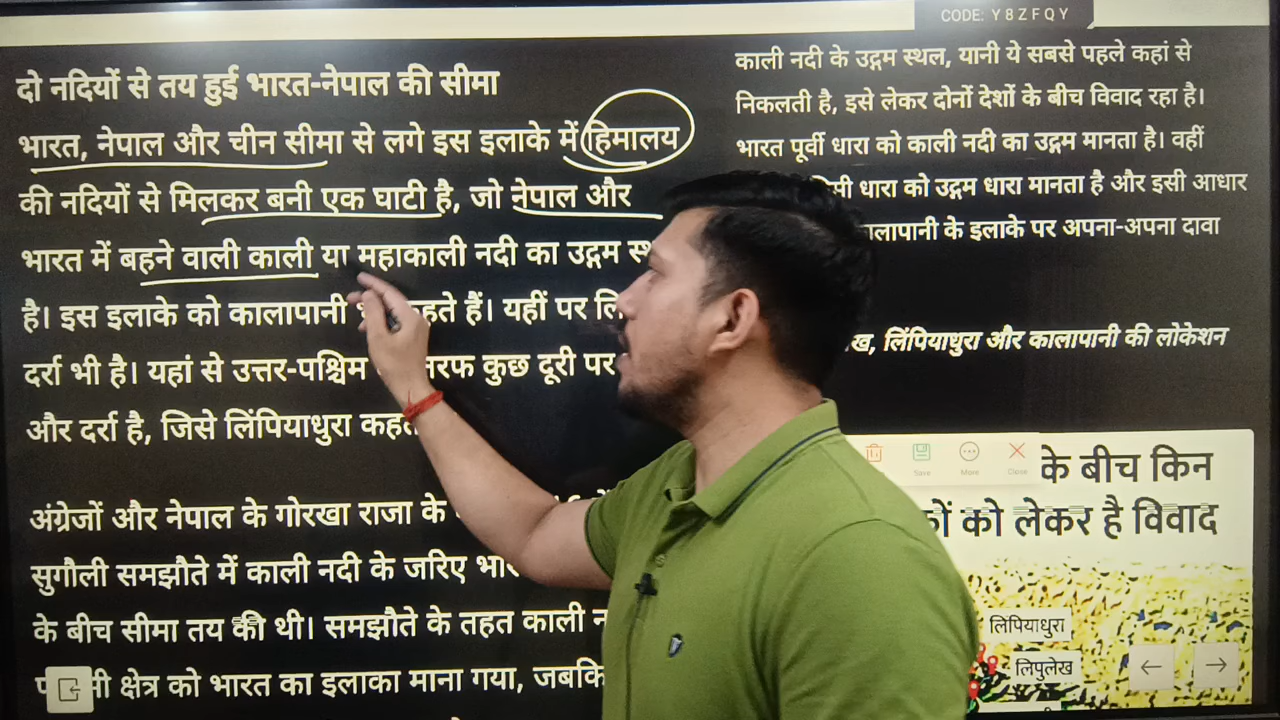 CODE: Y8ZFQY
दो नदियों से तय हुई भारत-नेपाल की सीमा
भारत, नेपाल और चीन सीमा से लगे इस इलाके में हिमालय
की नदियों से मिलकर बनी एक घाटी है, जो नेपाल और
भारत में बहने वाली काली या महाकाली नदी का उद्गम
है। इस इलाके को कालापानी कहते हैं। यहीं पर
दर्रा भी है। यहां से उत्तर-पश्चिम तरफ कुछ दूरी पर
और दर्रा है, जिसे लिंपियाधुरा
अंग्रेजों और नेपाल के गोरखा राजा के
सुगौली समझौते में काली नदी के जरिए
के बीच सीमा तय की थी। समझौते के तहत काली
क्षेत्र को भारत का इलाका माना गया, जबकि
काली नदी के उद्गम स्थल, यानी ये सबसे पहले कहां से
निकलती है, इसे लेकर दोनों देशों के बीच विवाद रहा है।
भारत पूर्वी धारा को काली नदी का उद्गम मानता है। वहीं
धारा को उद्गम धारा मानता है और इसी आधार
के इलाके पर अपना-अपना दावा
लिंपियाधुरा और कालापानी की लोकेशन
Save More Close
के बीच किन
को लेकर है विवाद
लिपियाधुरा
लिपुलेख